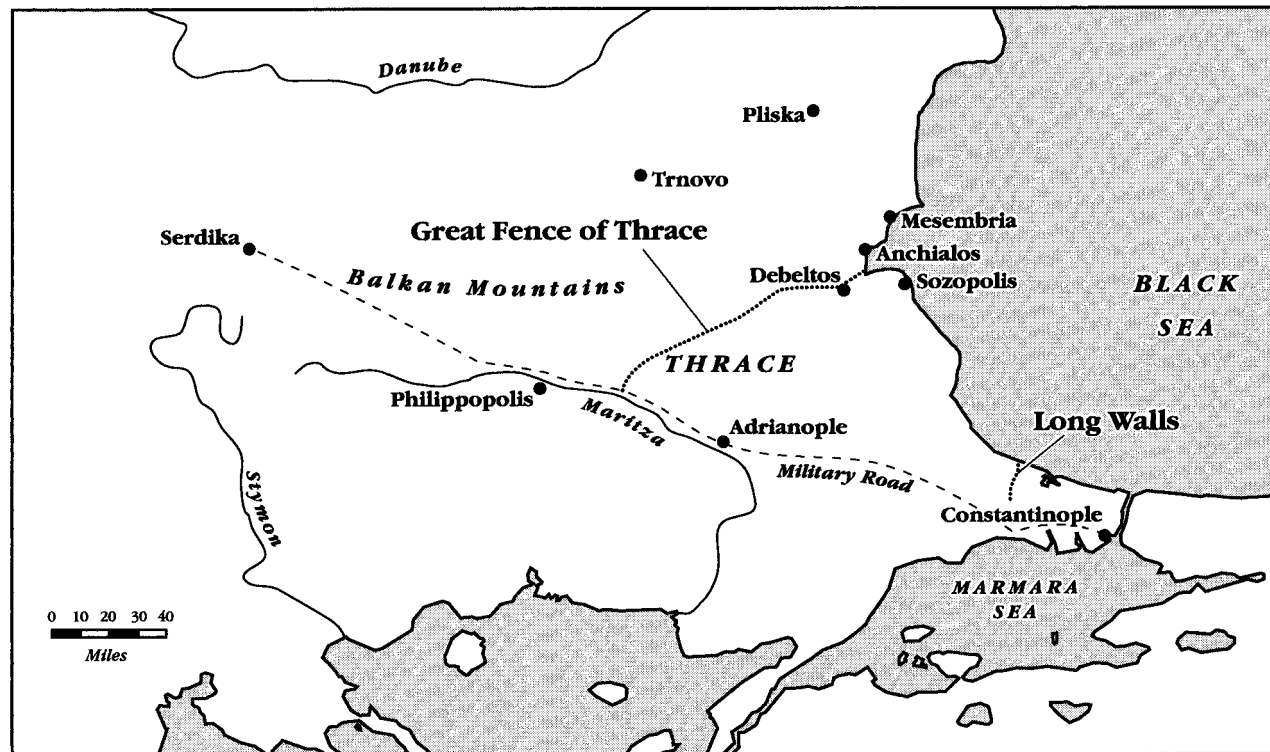 Danube
Pliska
Trnovo
Mesembria
Great Fence of Thrace
Serdika
Anchialos
Balkan Mountains
Debeltos
Sozopolis
BLACK
SEA
THRACE
Philippopolis
Maritza
Adrianople
Long Walls
Military Road
Strymon
Constantinople
MARMARA
SEA
0 10 20 30 40
Miles